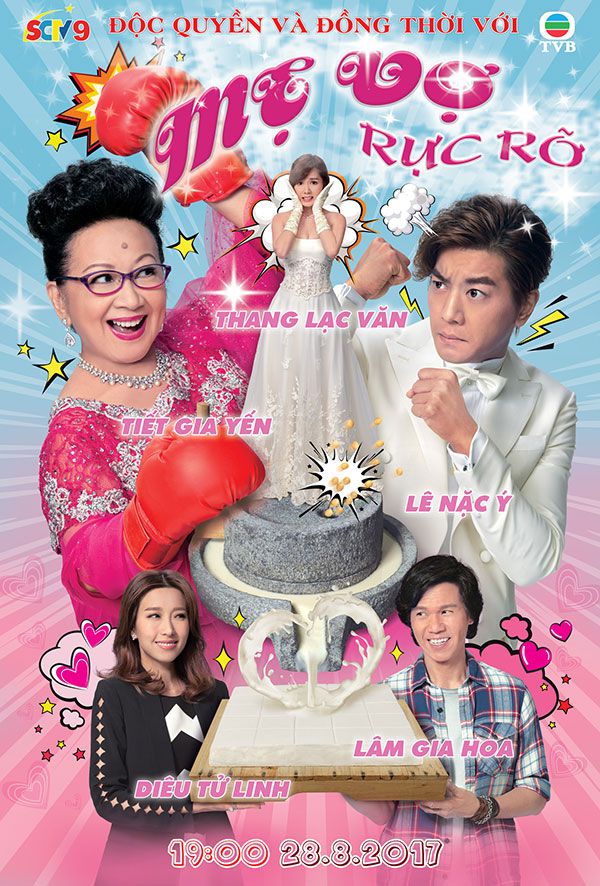 SCTV9
ĐỘC QUYỀN VÀ ĐỒNG THỜI VỚI
TVB
MẸ VỢ
RỰC RỠ
THANG LẠC VĂN
TIẾT GIA YẾN
LÊ NẶC Ý
LÂM GIA HOA
DIÊU TỬ LINH
19:00 28.8.2017